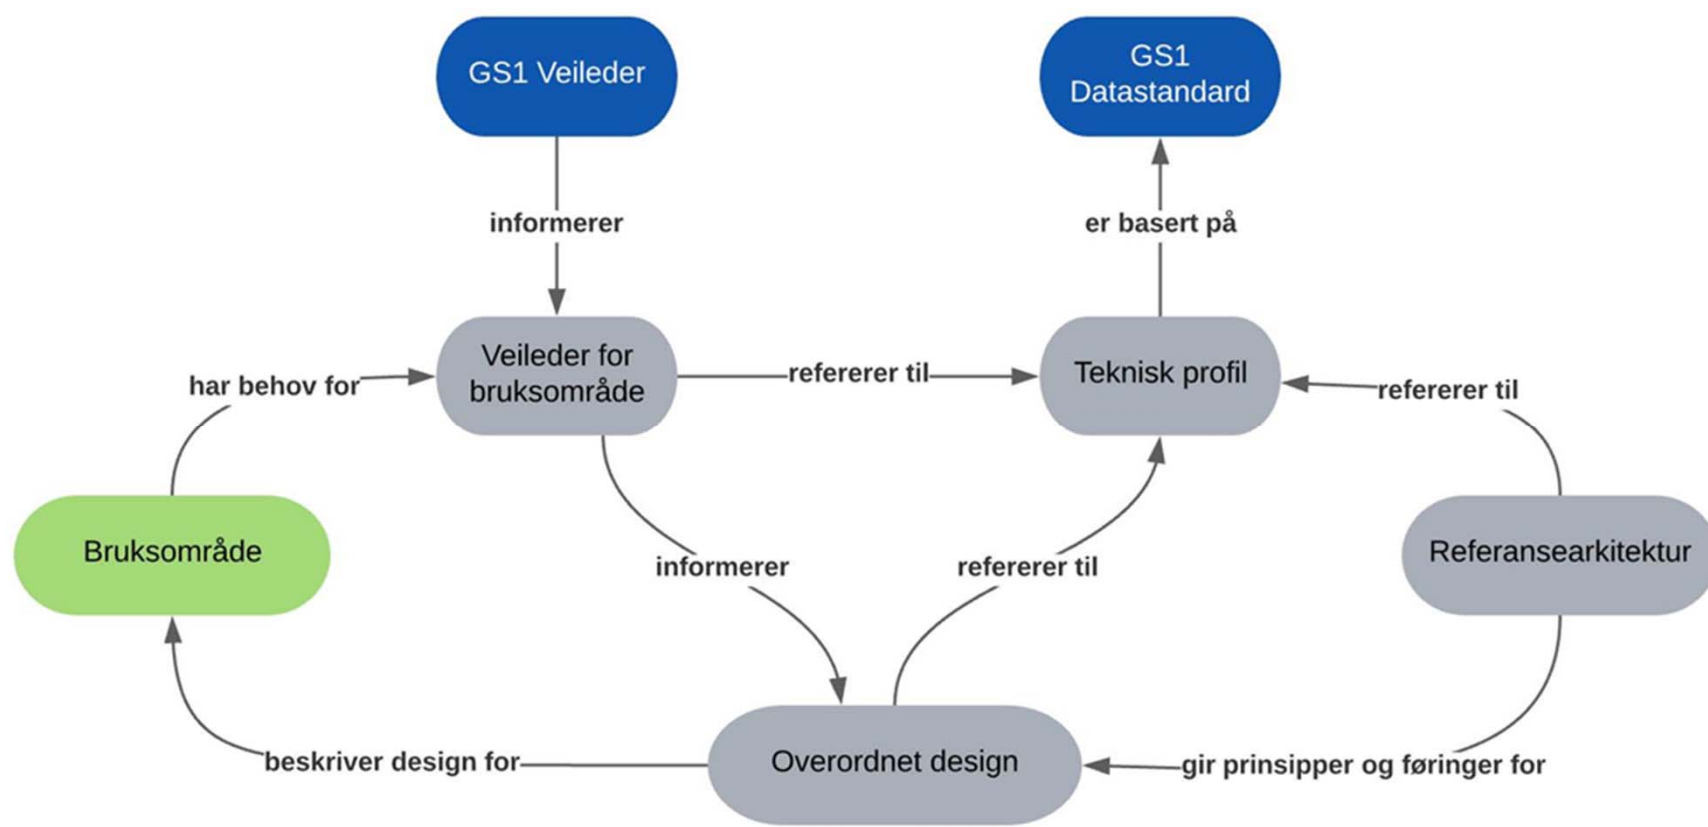 GS1 Veileder
GS1
Datastandard
informerer
er basert på
Veileder for
bruksområde
refererer til
Teknisk profil
har behov for
refererer til
Bruksområde
Referansearkitektur
informerer
refererer til
beskriver design for
Overordnet design
gir prinsipper og føringer for